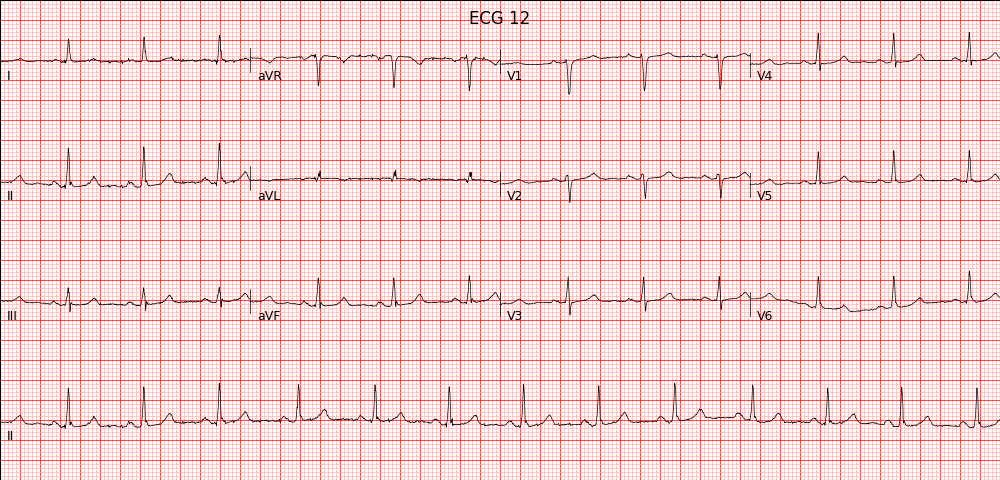 ECG 12
I aVR V1 V4
II aVL V2 V5
III aVF V3 V6
II